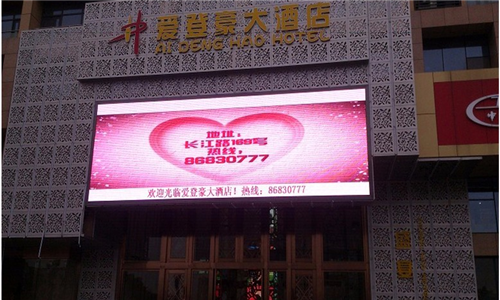 爱登豪大酒店
AI DENG HAO HOTEL
地址：
长江路168号
热线：
86830777
欢迎光临爱登豪大酒店！热线：86830777